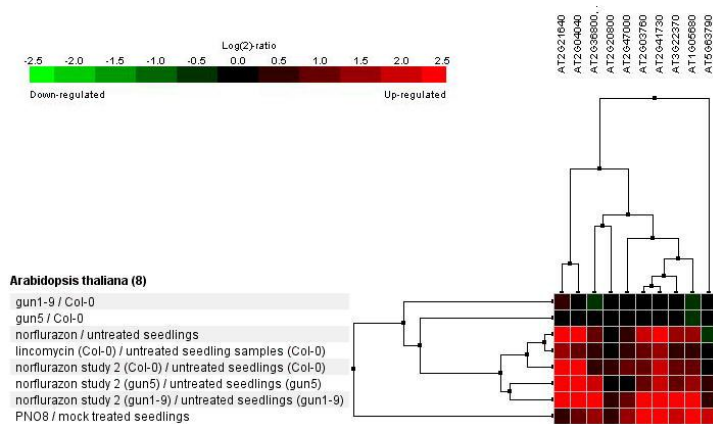 AT2G21640
AT2G04040
AT2G36800, .
AT2G20800
AT2G47000
AT2G03760
AT2G41730
AT3G22370
AT1G05680
AT5G63790
Log(2)-ratio
-2.5 -2.0 -1.5 -1.0 -0.5 0.0 0.5 1.0 1.5 2.0 2.5
Down-regulated Up-regulated
Arabidopsis thaliana (8)
gun1-9 / Col-0
gun5 / Col-0
norflurazon / untreated seedlings
lincomycin (Col-0) / untreated seedling samples (Col-0)
norflurazon study 2 (Col-0) / untreated seedlings (Col-0)
norflurazon study 2 (gun5) / untreated seedlings (gun5)
norflurazon study 2 (gun1-9) / untreated seedlings (gun1-9)
PNO8 / mock treated seedlings